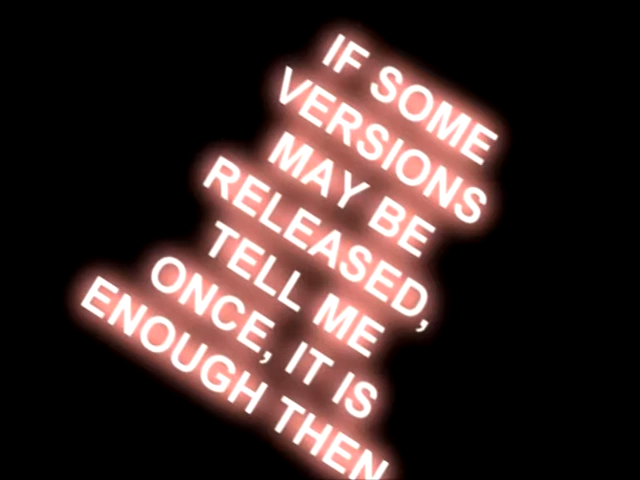 IF SOME
VERSIONS
MAY BE
RELEASED,
TELL ME
ONCE, IT IS
ENOUGH THEN